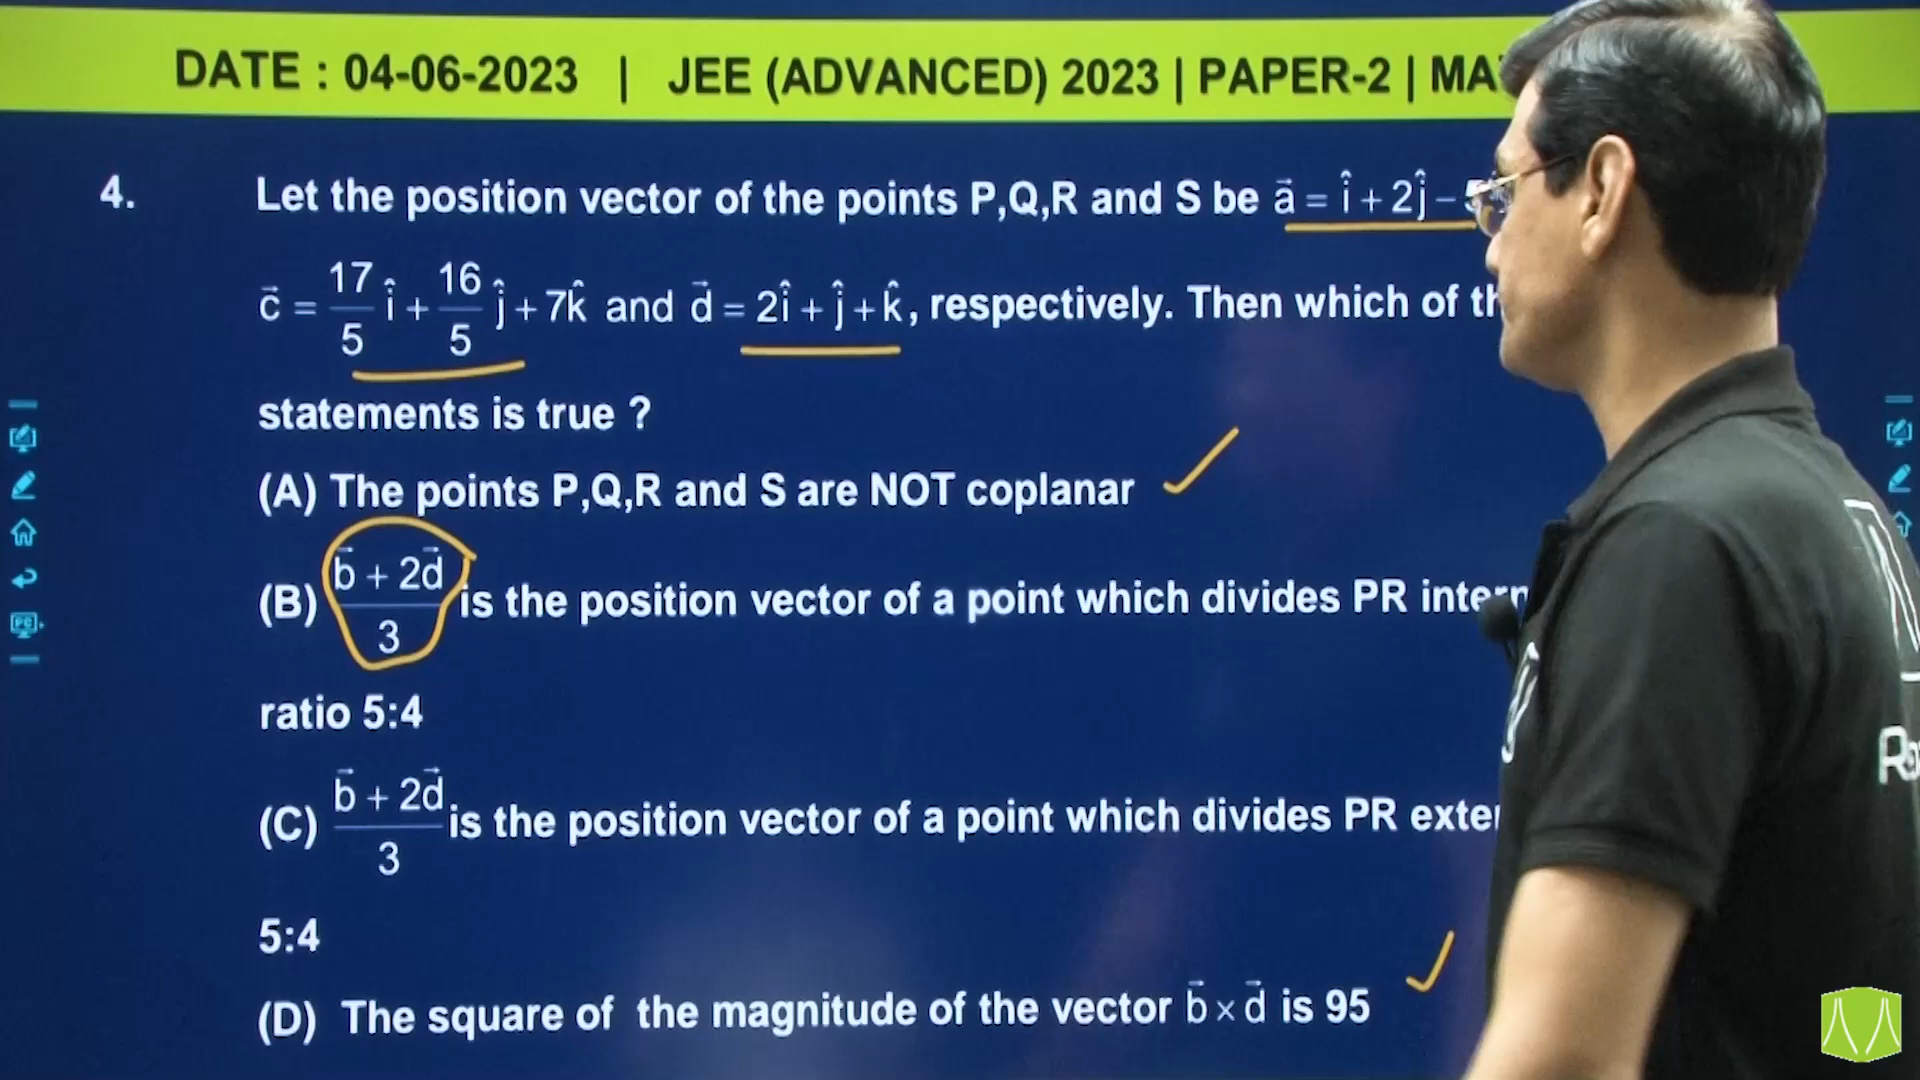 DATE : 04-06-2023 | JEE (ADVANCED) 2023 | PAPER-2 |
4. Let the position vector of the points P,Q,R and S be a⃗ = î + 2ĵ −
c⃗ = 17/5 î + 16/5 ĵ + 7k̂ and d⃗ = 2î + ĵ + k̂, respectively. Then which of
statements is true ?
(A) The points P,Q,R and S are NOT coplanar
(B) (b⃗ + 2d⃗)/3 is the position vector of a point which divides PR
ratio 5:4
(C) (b⃗ + 2d⃗)/3 is the position vector of a point which divides PR
5:4
(D) The square of the magnitude of the vector b⃗ × d⃗ is 95